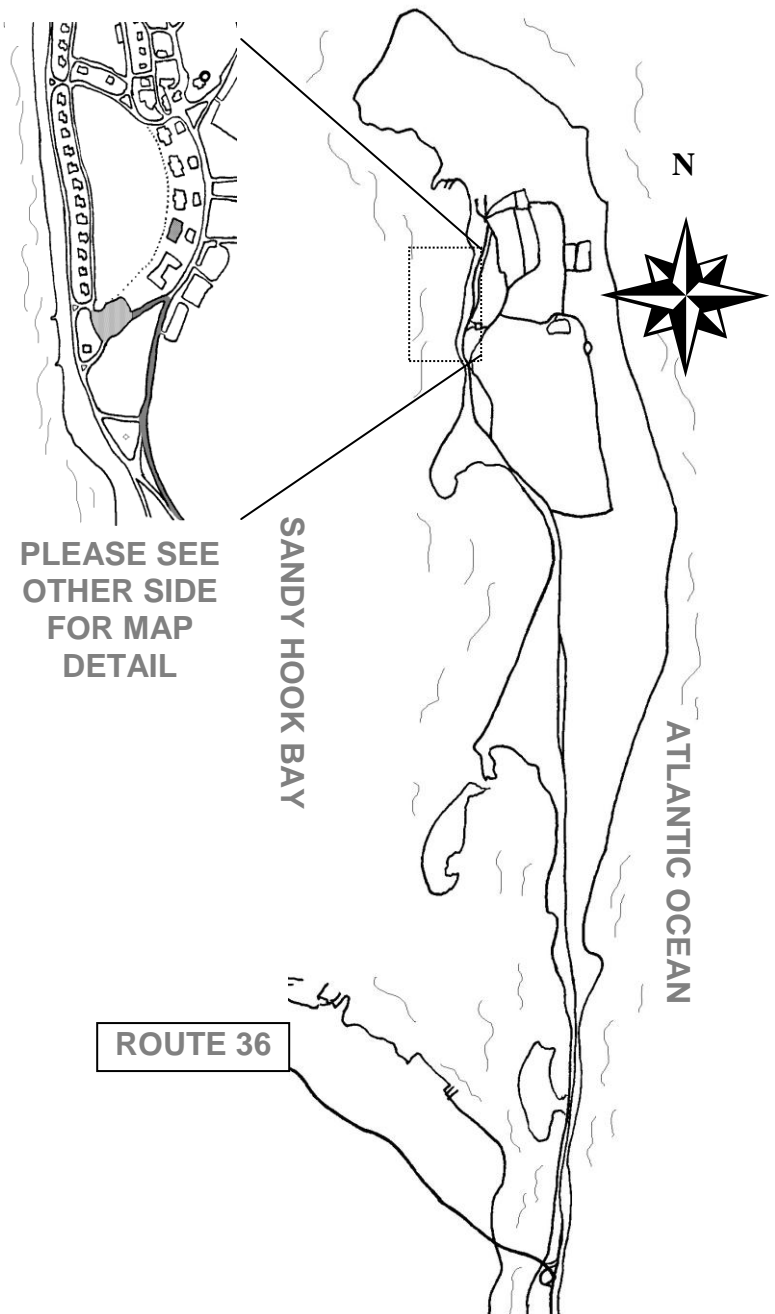 N
PLEASE SEE
OTHER SIDE
FOR MAP
DETAIL
SANDY HOOK BAY
ATLANTIC OCEAN
ROUTE 36